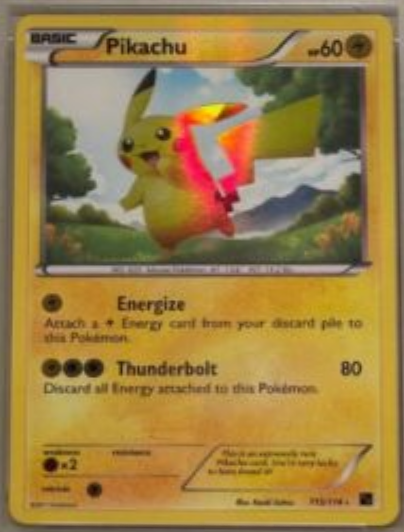 BASIC Pikachu HP60
Energize
Attach a Energy card from your discard pile to
this Pokémon.
Thunderbolt 80
Discard all Energy attached to this Pokémon.
weakness resistance
×2
This is an extremely rare
Pikachu card. You're very lucky
to have found it!
retreat
115/114